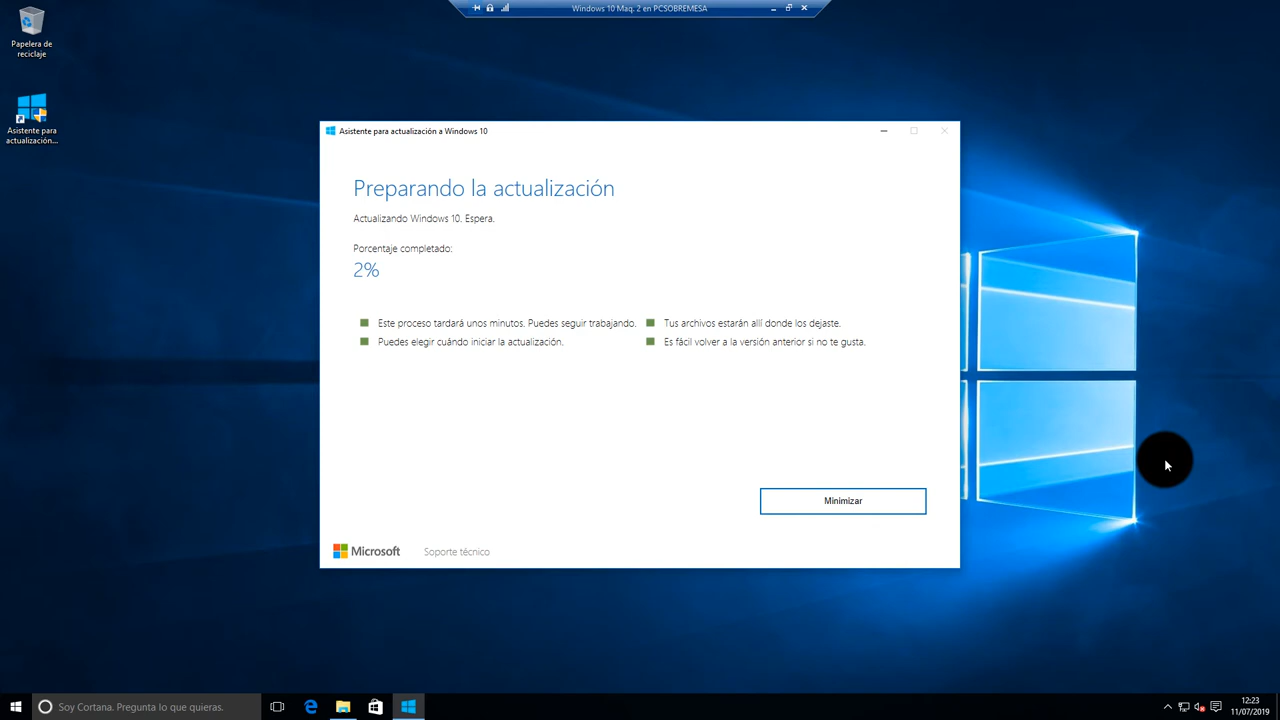 Windows 10 Maq. 2 en PCSOBREMESA
Papelera de
reciclaje
Asistente para
actualización...
Asistente para actualización a Windows 10
Preparando la actualización
Actualizando Windows 10. Espera.
Porcentaje completado:
2%
Este proceso tardará unos minutos. Puedes seguir trabajando.
Tus archivos estarán allí donde los dejaste.
Puedes elegir cuándo iniciar la actualización.
Es fácil volver a la versión anterior si no te gusta.
Minimizar
Microsoft
Soporte técnico
Soy Cortana. Pregunta lo que quieras.
12:23
11/07/2019